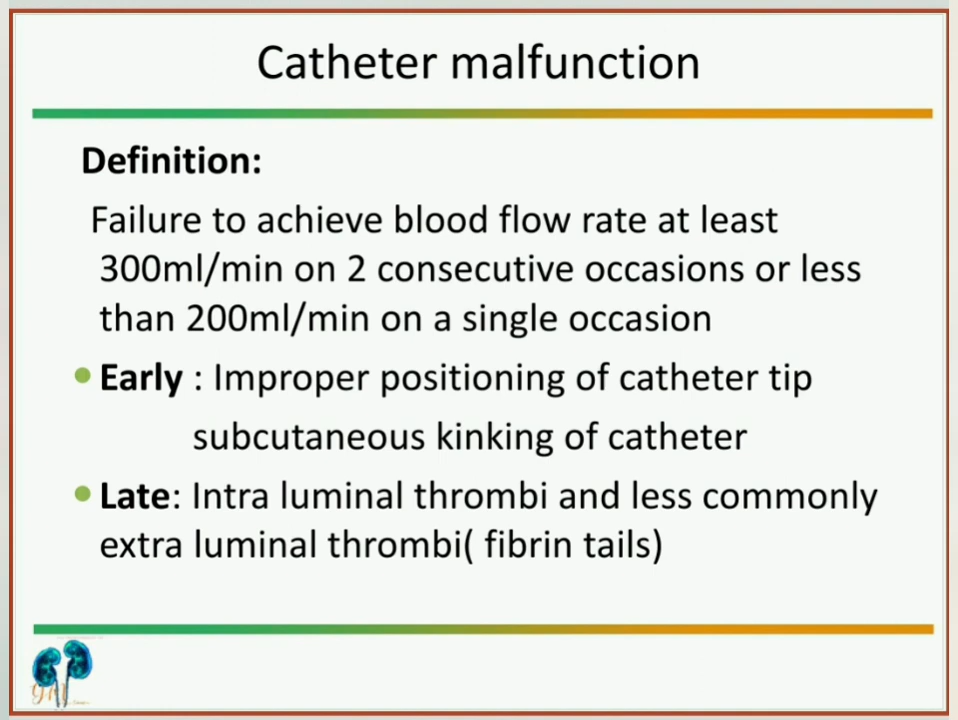 Catheter malfunction
Definition:
Failure to achieve blood flow rate at least
300ml/min on 2 consecutive occasions or less
than 200ml/min on a single occasion
Early : Improper positioning of catheter tip
subcutaneous kinking of catheter
Late: Intra luminal thrombi and less commonly
extra luminal thrombi( fibrin tails)